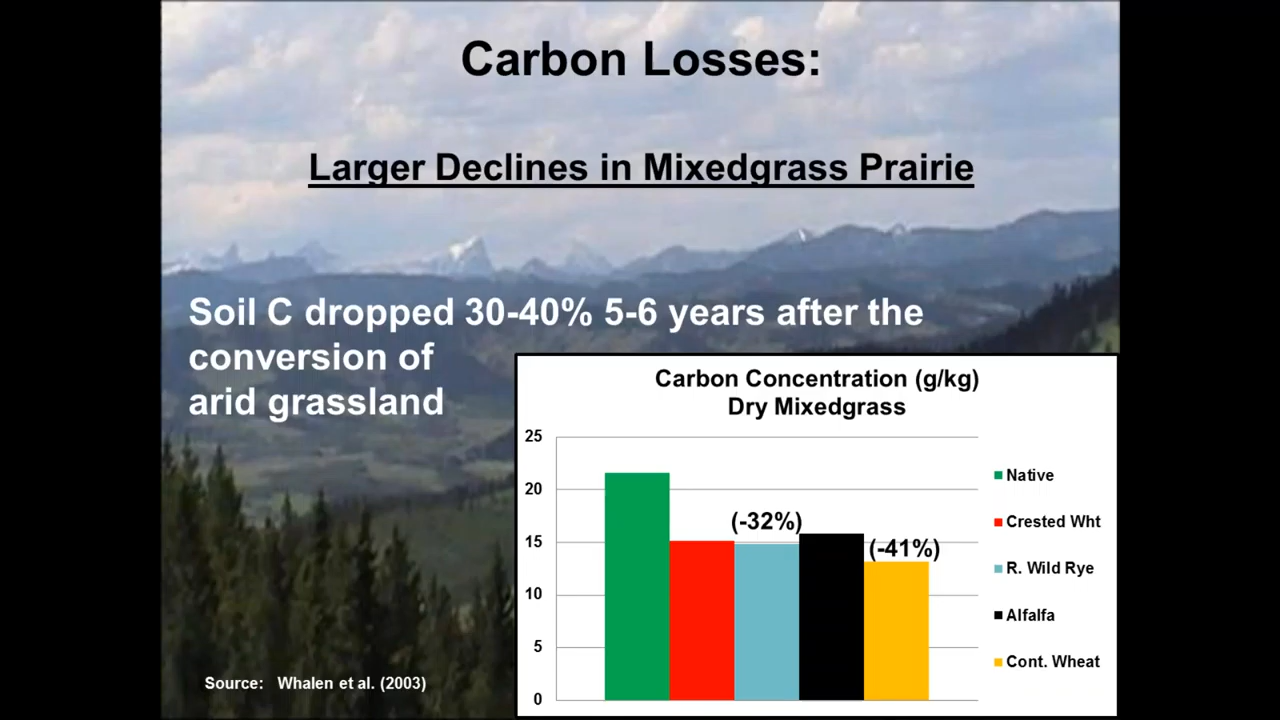 Carbon Losses:
Larger Declines in Mixedgrass Prairie
Soil C dropped 30-40% 5-6 years after the
conversion of
arid grassland
Carbon Concentration (g/kg)
Dry Mixedgrass
25
20
15
10
5
0
(-32%)
(-41%)
Native
Crested Wht
R. Wild Rye
Alfalfa
Cont. Wheat
Source: Whalen et al. (2003)